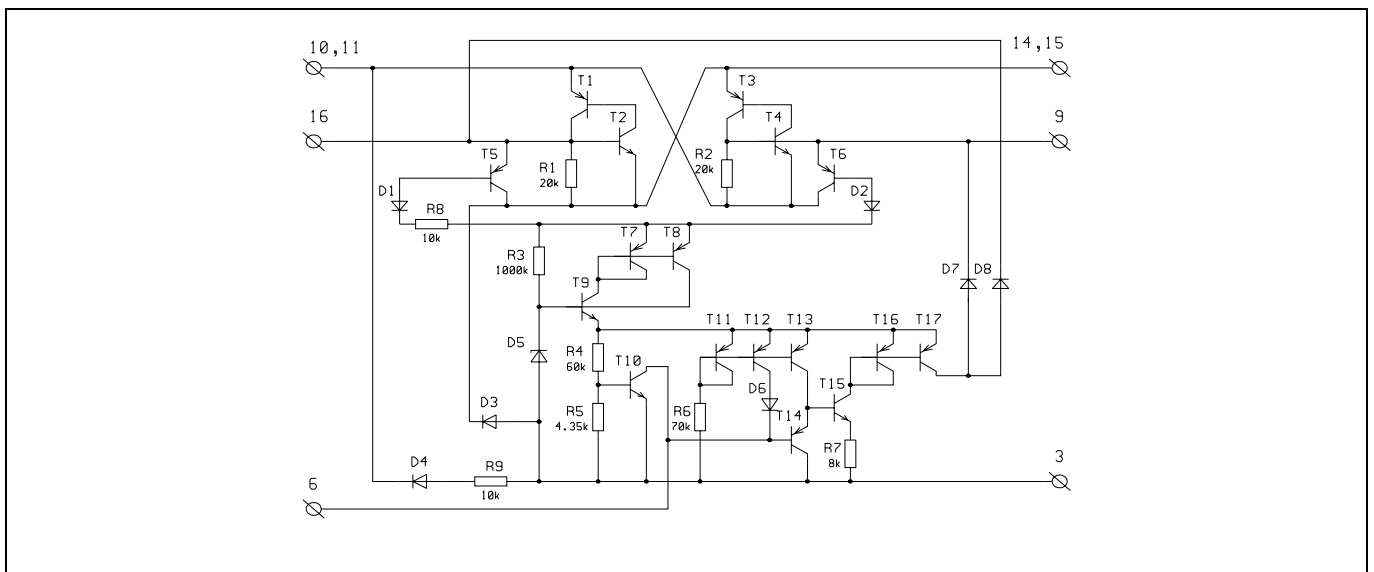 10,11
14,15
T1
T3
T2
T4
16
9
T5
R1
20k
R2
20k
T6
D1
D2
R8
10k
T7
T8
R3
1000k
T9
D7
D8
T11
T12
T13
T16
T17
D5
R4
60k
T10
D6
T15
D3
R5
4.35k
R6
70k
T14
R7
8k
D4
R9
10k
3
6